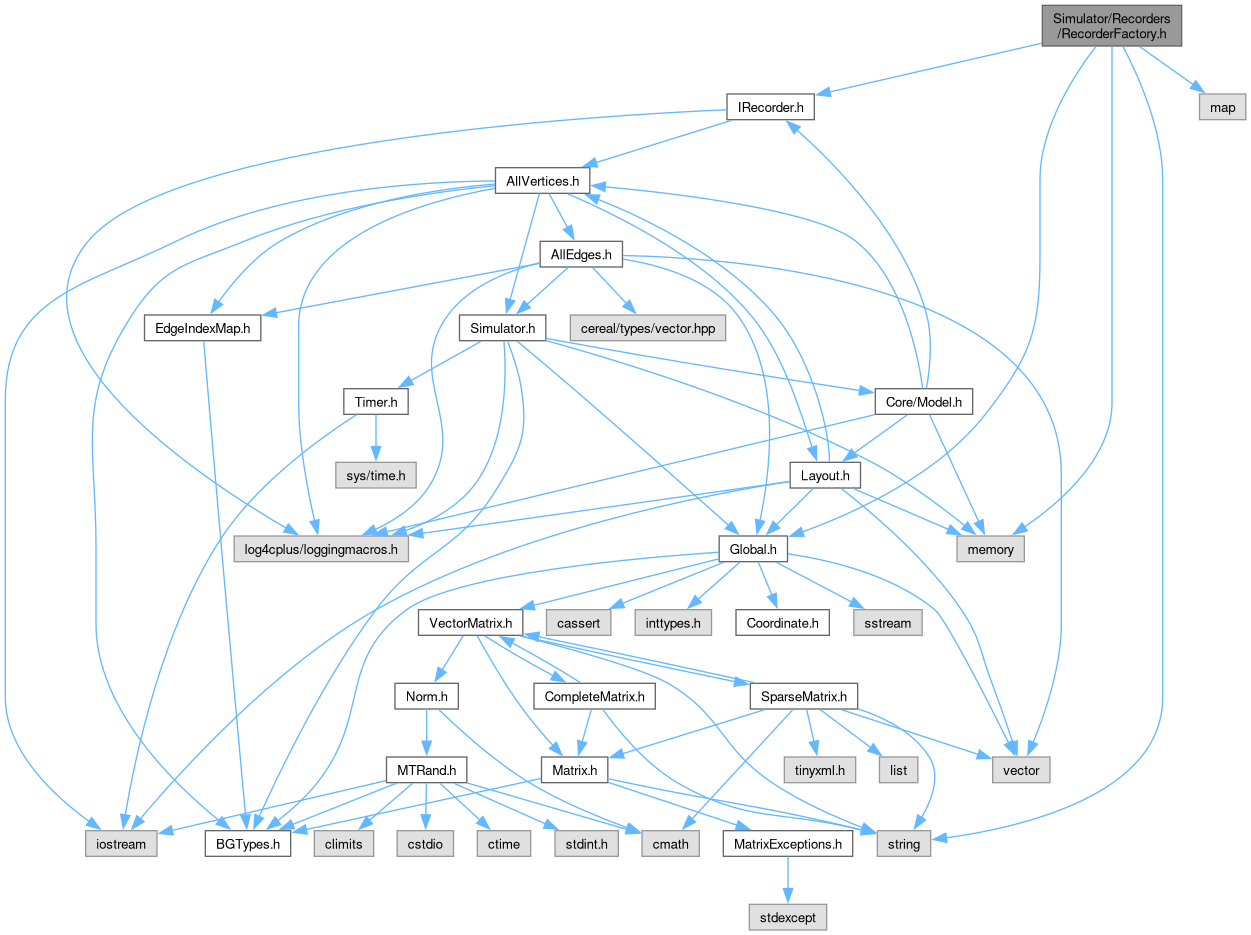 Simulator/Recorders
/RecorderFactory.h
IRecorder.h
map
AllVertices.h
AllEdges.h
EdgeIndexMap.h
Simulator.h
cereal/types/vector.hpp
Timer.h
Core/Model.h
sys/time.h
Layout.h
log4cplus/loggingmacros.h
Global.h
memory
VectorMatrix.h
cassert
inttypes.h
Coordinate.h
sstream
Norm.h
CompleteMatrix.h
SparseMatrix.h
MTRand.h
Matrix.h
tinyxml.h
list
vector
iostream
BGTypes.h
climits
cstdio
ctime
stdint.h
cmath
MatrixExceptions.h
string
stdexcept